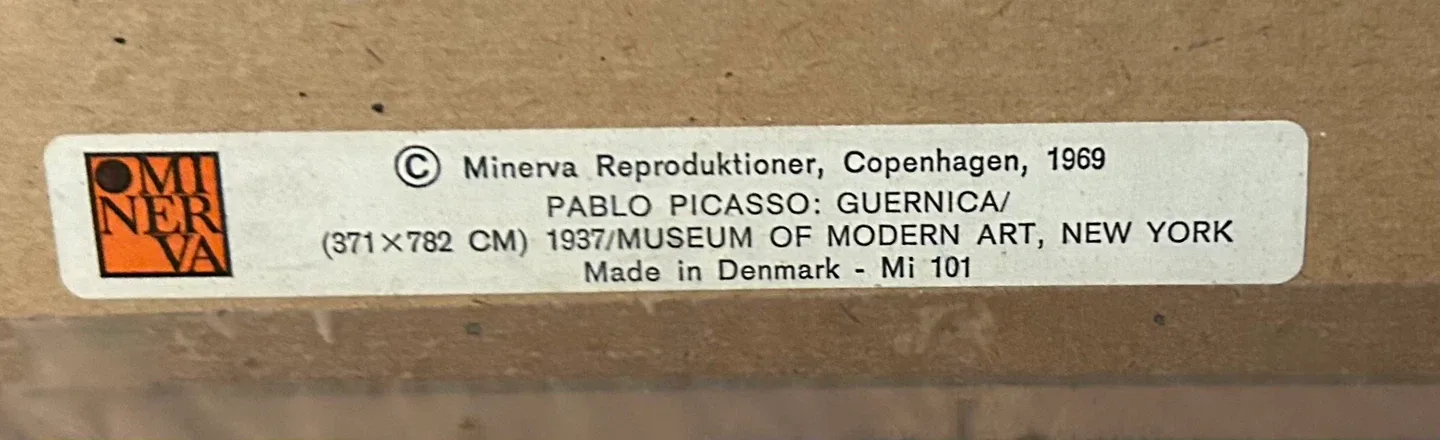 MI
NER
VA
© Minerva Reproduktioner, Copenhagen, 1969
PABLO PICASSO: GUERNICA/
(371×782 CM) 1937/MUSEUM OF MODERN ART, NEW YORK
Made in Denmark - Mi 101